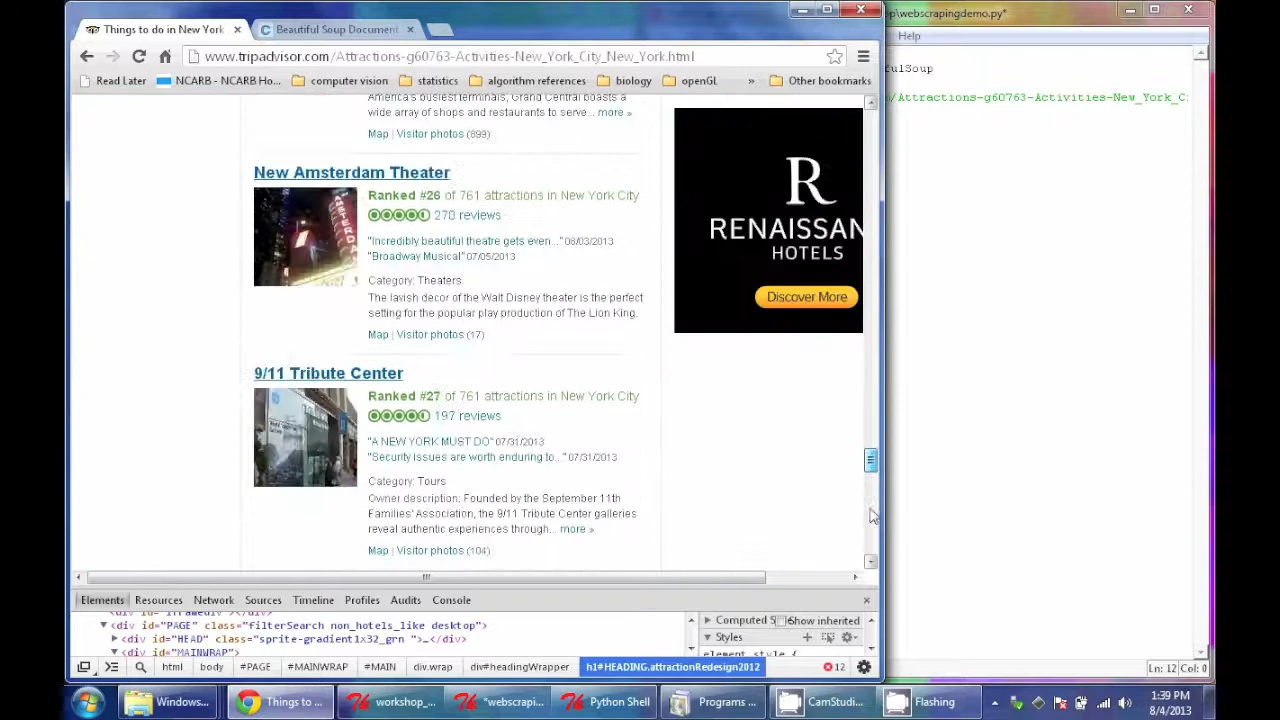 Things to do in New York
Beautiful Soup Document
p\webscrapingdemo.py*
www.tripadvisor.com/Attractions-g60763-Activities-New_York_City_New_York.html
Help
Read Later
NCARB - NCARB Ho...
computer vision
statistics
algorithm references
biology
openGL
»
Other bookmarks
fulSoup
/Attractions-g60763-Activities-New_York_C
America's busiest terminals, Grand Central boasts a
wide array of shops and restaurants to serve... more »
Map | Visitor photos (899)
New Amsterdam Theater
Ranked #26 of 761 attractions in New York City
278 reviews
"Incredibly beautiful theatre gets even..." 08/03/2013
"Broadway Musical" 07/05/2013
Category: Theaters
The lavish decor of the Walt Disney theater is the perfect
setting for the popular play production of The Lion King.
Map | Visitor photos (17)
R
RENAISSAN
HOTELS
Discover More
9/11 Tribute Center
Ranked #27 of 761 attractions in New York City
197 reviews
"A NEW YORK MUST DO" 07/31/2013
"Security issues are worth enduring to..." 07/31/2013
Category: Tours
Owner description: Founded by the September 11th
Families' Association, the 9/11 Tribute Center galleries
reveal authentic experiences through... more »
Map | Visitor photos (104)
Elements Resources Network Sources Timeline Profiles Audits Console
<div id="PAGE" class="filterSearch non_hotels_like desktop">
<div id="HEAD" class="sprite-gradient1x32_grn ">…</div>
<div id="MAINWRAP">
Computed S Show inherited
Styles
element.style {
html body #PAGE #MAINWRAP #MAIN div.wrap div#headingWrapper h1#HEADING.attractionRedesign2012
12
Ln: 12 Col: 0
Windows...
Things to ...
workshop_...
*webscrapi...
Python Shell
Programs ...
CamStudi...
Flashing
1:39 PM
8/4/2013